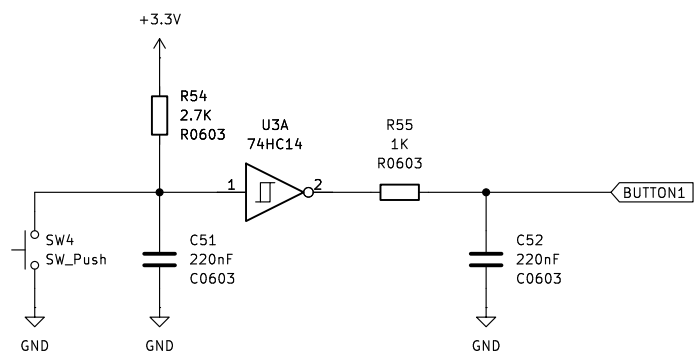 +3.3V
R54
2.7K
R0603
U3A
74HC14
R55
1K
R0603
1
2
BUTTON1
SW4
SW_Push
C51
220nF
C0603
C52
220nF
C0603
GND
GND
GND